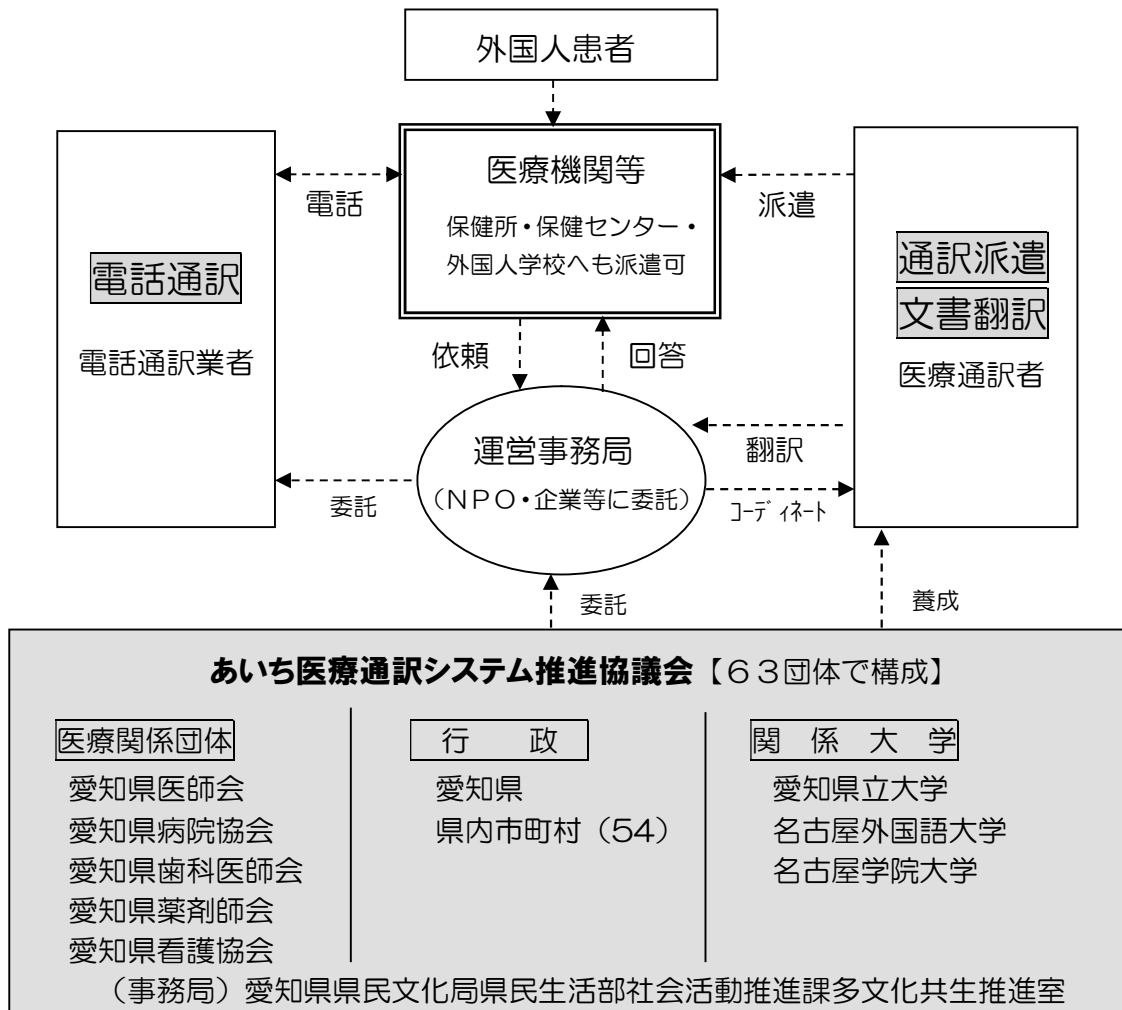 外国人患者
医療機関等
保健所・保健センター・
外国人学校へも派遣可
電話
派遣
電話通訳
電話通訳業者
通訳派遣
文書翻訳
医療通訳者
依頼
回答
運営事務局
（ＮＰＯ・企業等に委託）
翻訳
委託
ｺｰﾃﾞｨﾈｰﾄ
委託
養成
あいち医療通訳システム推進協議会【６３団体で構成】
医療関係団体
愛知県医師会
愛知県病院協会
愛知県歯科医師会
愛知県薬剤師会
愛知県看護協会
行　政
愛知県
県内市町村（54）
関 係 大 学
愛知県立大学
名古屋外国語大学
名古屋学院大学
（事務局）愛知県県民文化局県民生活部社会活動推進課多文化共生推進室